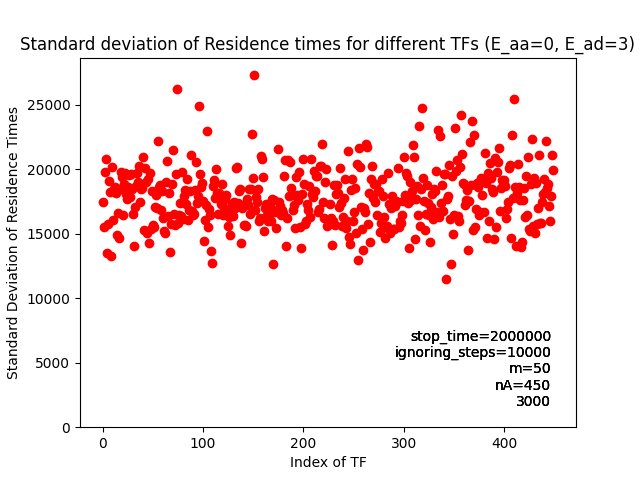 Standard deviation of Residence times for different TFs (E_aa=0, E_ad=3)
Standard Deviation of Residence Times
25000
20000
15000
10000
5000
0
stop_time=2000000
ignoring_steps=10000
m=50
nA=450
3000
0 100 200 300 400
Index of TF